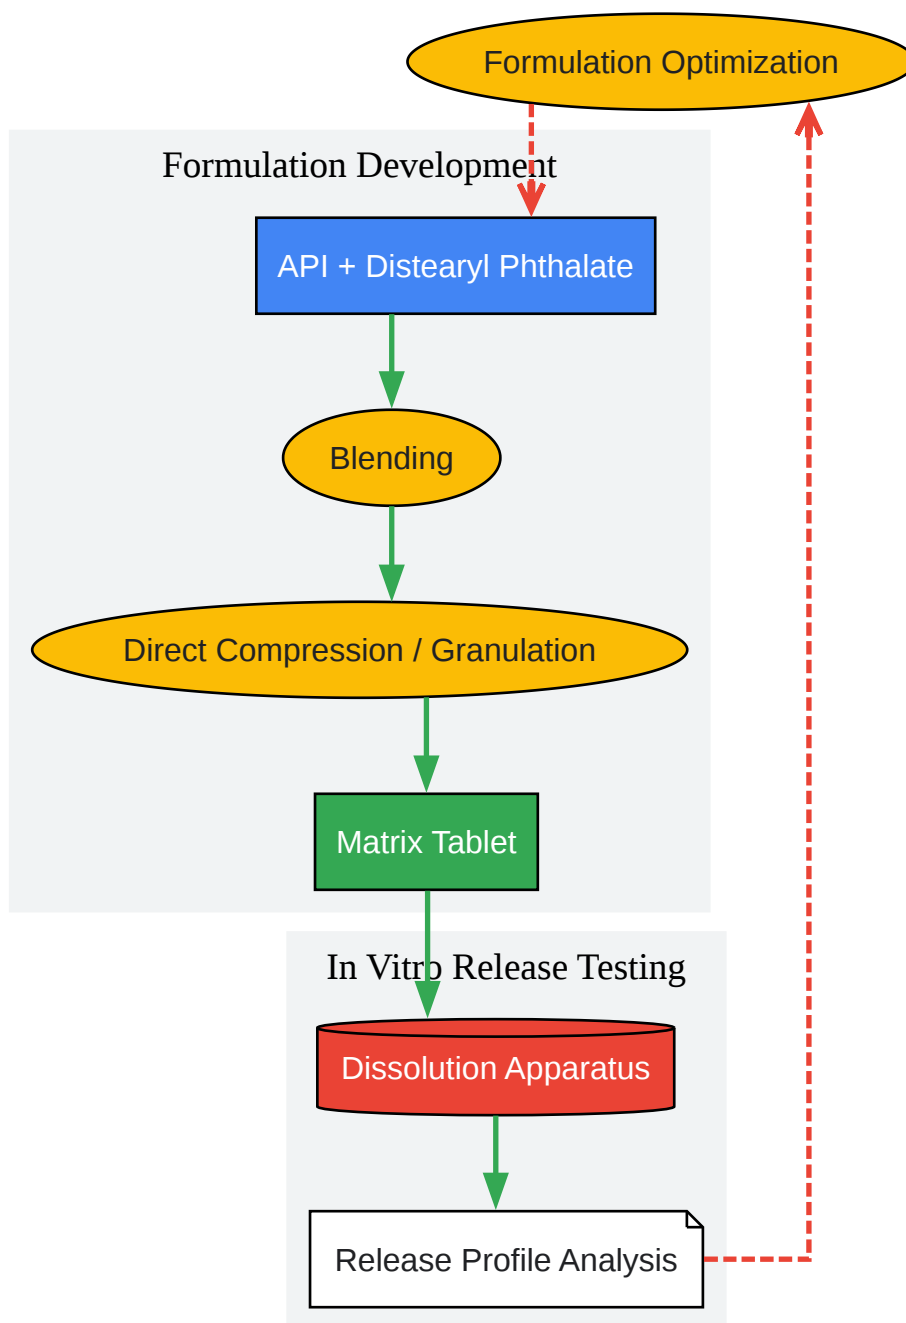 Formulation Optimization
Formulation Development
API + Distearyl Phthalate
Blending
Direct Compression / Granulation
Matrix Tablet
In Vitro Release Testing
Dissolution Apparatus
Release Profile Analysis